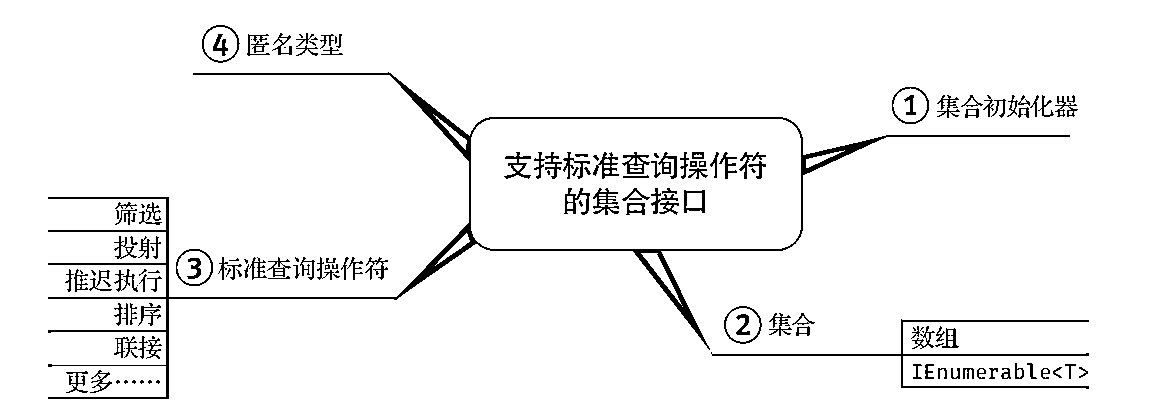 ④ 匿名类型
① 集合初始化器
支持标准查询操作符
的集合接口
筛选
投射
推迟执行
排序
联接
更多……
③ 标准查询操作符
② 集合
数组
IEnumerable<T>